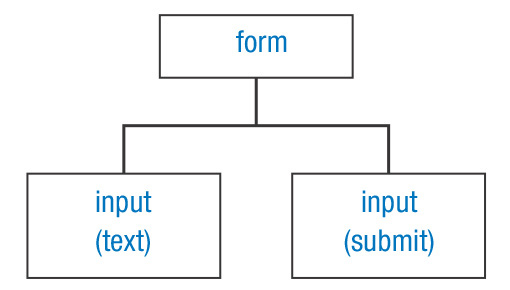 form
input
(text)
input
(submit)